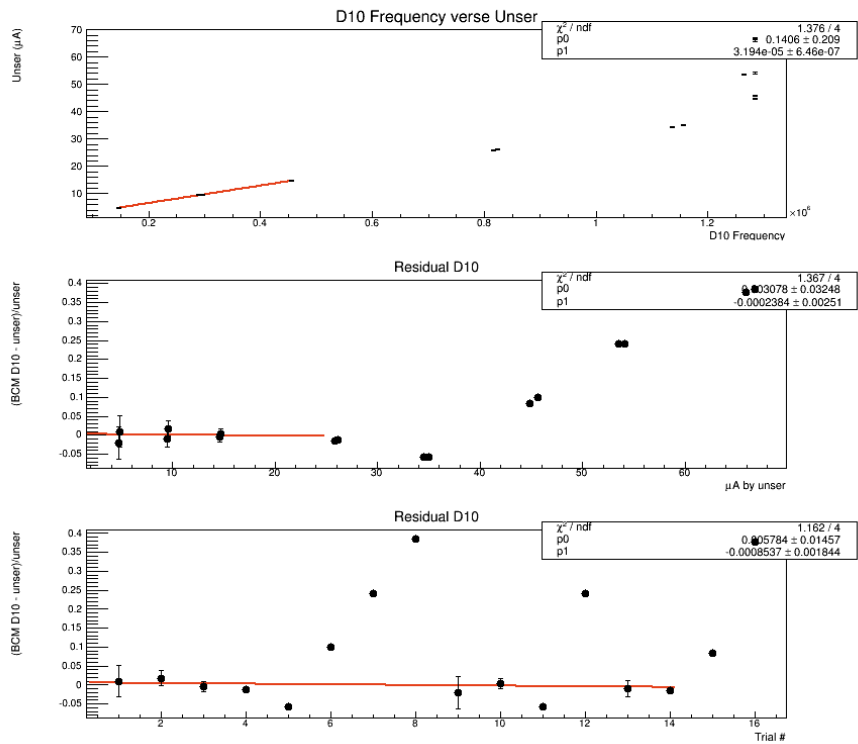 D10 Frequency verse Unser
χ² / ndf 1.376 / 4
p0 0.1406 ± 0.209
p1 3.194e-05 ± 6.46e-07
Unser (μA)
70
60
50
40
30
20
10
0.2 0.4 0.6 0.8 1 1.2
×10⁶
D10 Frequency
Residual D10
χ² / ndf 1.367 / 4
p0 03078 ± 0.03248
p1 -0.0002384 ± 0.00251
(BCM D10 - unser)/unser
0.4
0.35
0.3
0.25
0.2
0.15
0.1
0.05
0
-0.05
10 20 30 40 50 60
μA by unser
Residual D10
χ² / ndf 1.162 / 4
p0 05784 ± 0.01457
p1 -0.0008537 ± 0.001844
(BCM D10 - unser)/unser
0.4
0.35
0.3
0.25
0.2
0.15
0.1
0.05
0
-0.05
2 4 6 8 10 12 14 16
Trial #